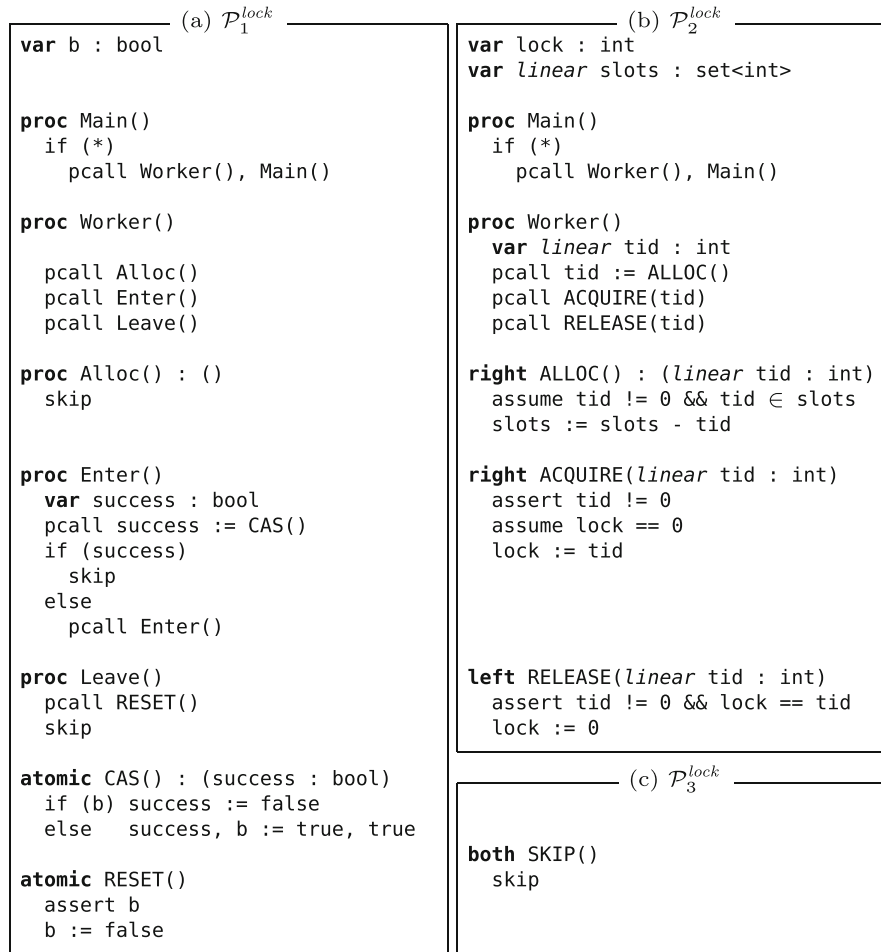 (a) 𝒫₁ˡᵒᶜᵏ
var b : bool
proc Main()
if (*)
pcall Worker(), Main()
proc Worker()
pcall Alloc()
pcall Enter()
pcall Leave()
proc Alloc() : ()
skip
proc Enter()
var success : bool
pcall success := CAS()
if (success)
skip
else
pcall Enter()
proc Leave()
pcall RESET()
skip
atomic CAS() : (success : bool)
if (b) success := false
else success, b := true, true
atomic RESET()
assert b
b := false
(b) 𝒫₂ˡᵒᶜᵏ
var lock : int
var linear slots : set<int>
proc Main()
if (*)
pcall Worker(), Main()
proc Worker()
var linear tid : int
pcall tid := ALLOC()
pcall ACQUIRE(tid)
pcall RELEASE(tid)
right ALLOC() : (linear tid : int)
assume tid != 0 && tid ∈ slots
slots := slots - tid
right ACQUIRE(linear tid : int)
assert tid != 0
assume lock == 0
lock := tid
left RELEASE(linear tid : int)
assert tid != 0 && lock == tid
lock := 0
(c) 𝒫₃ˡᵒᶜᵏ
both SKIP()
skip